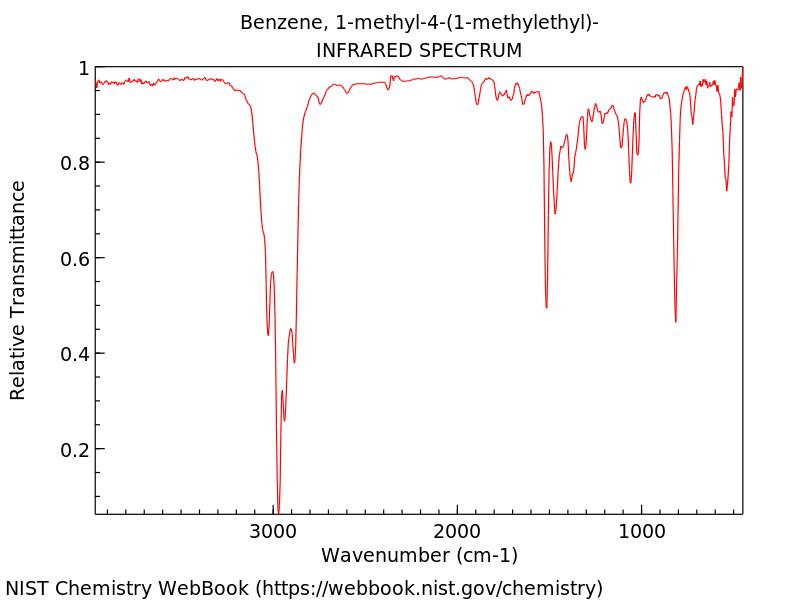 Benzene, 1-methyl-4-(1-methylethyl)-
INFRARED SPECTRUM
1
0.8
0.6
0.4
0.2
Relative Transmittance
3000 2000 1000
Wavenumber (cm-1)
NIST Chemistry WebBook (https://webbook.nist.gov/chemistry)